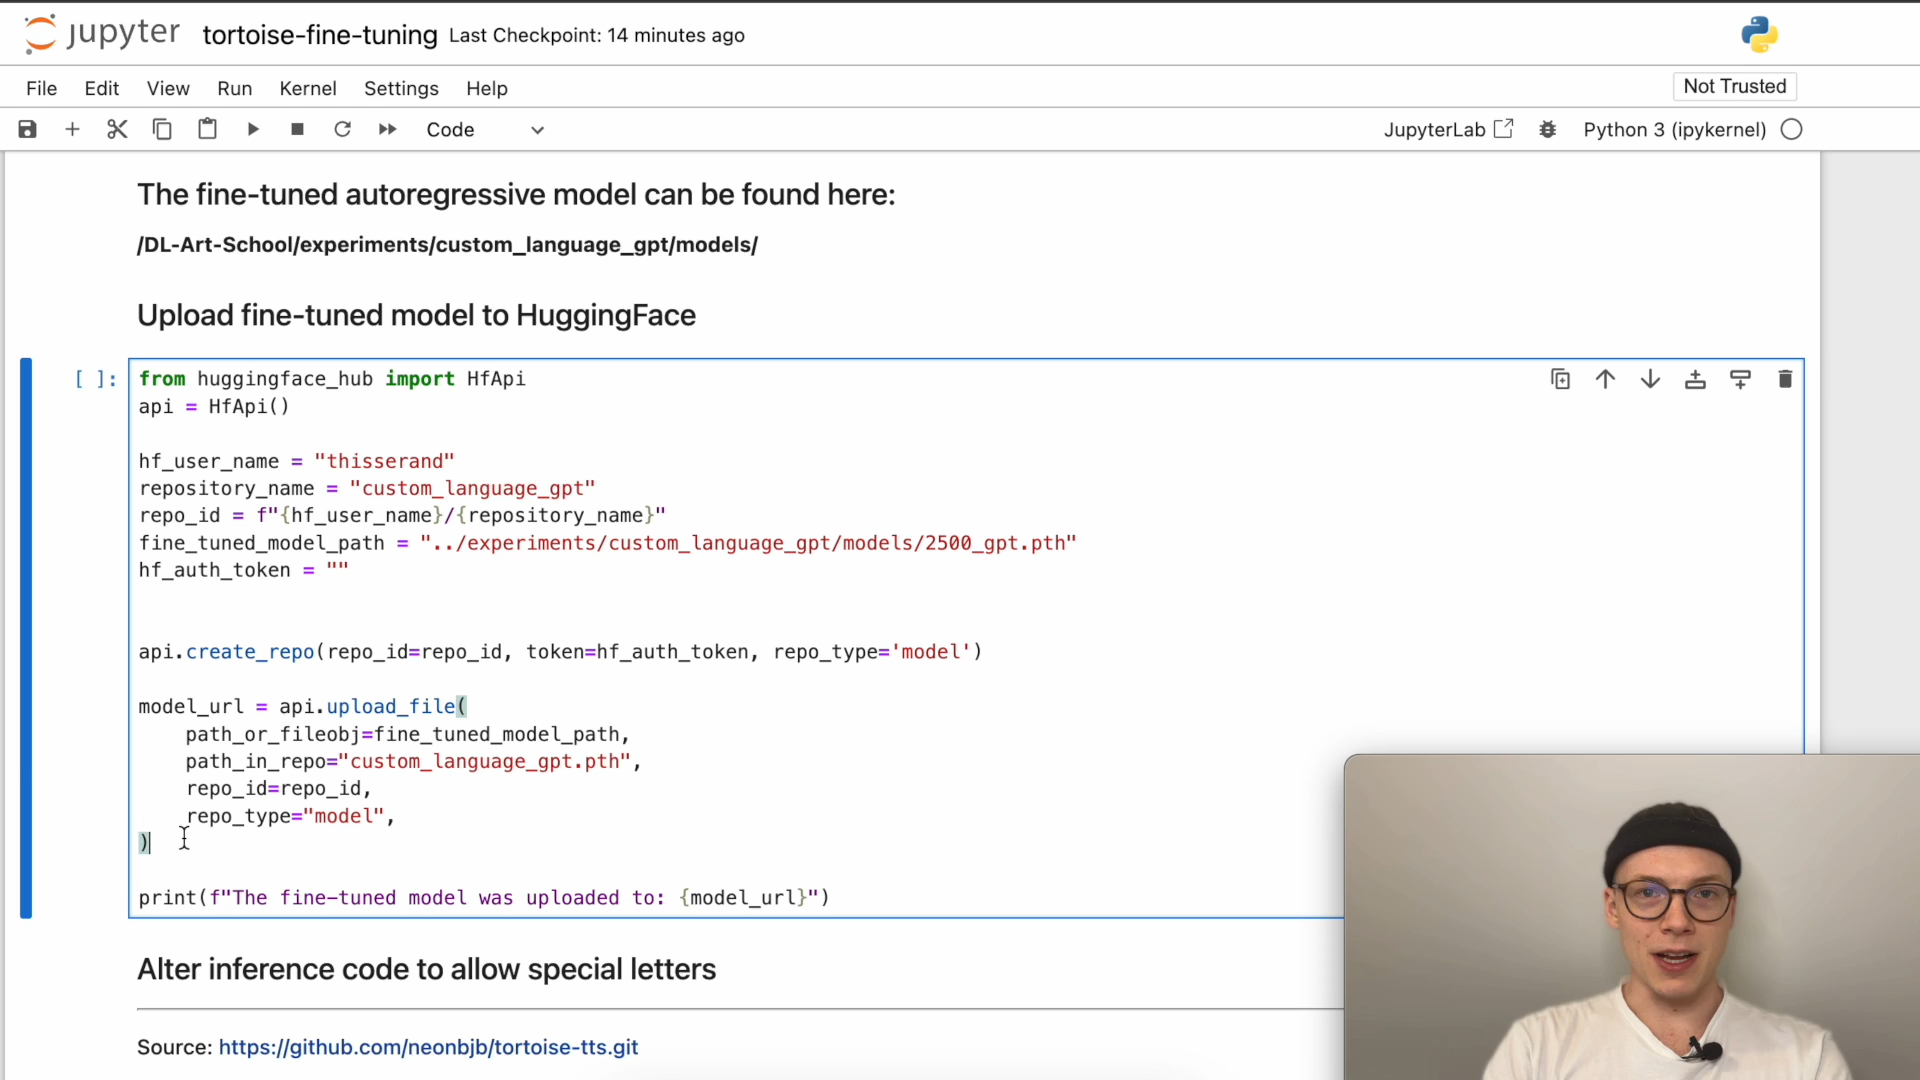 jupyter tortoise-fine-tuning Last Checkpoint: 14 minutes ago
File Edit View Run Kernel Settings Help Not Trusted
Code JupyterLab Python 3 (ipykernel)
The fine-tuned autoregressive model can be found here:
/DL-Art-School/experiments/custom_language_gpt/models/
Upload fine-tuned model to HuggingFace
[ ]: from huggingface_hub import HfApi
api = HfApi()
hf_user_name = "thisserand"
repository_name = "custom_language_gpt"
repo_id = f"{hf_user_name}/{repository_name}"
fine_tuned_model_path = "../experiments/custom_language_gpt/models/2500_gpt.pth"
hf_auth_token = ""
api.create_repo(repo_id=repo_id, token=hf_auth_token, repo_type='model')
model_url = api.upload_file(
    path_or_fileobj=fine_tuned_model_path,
    path_in_repo="custom_language_gpt.pth",
    repo_id=repo_id,
    repo_type="model",
)
print(f"The fine-tuned model was uploaded to: {model_url}")
Alter inference code to allow special letters
Source: https://github.com/neonbjb/tortoise-tts.git